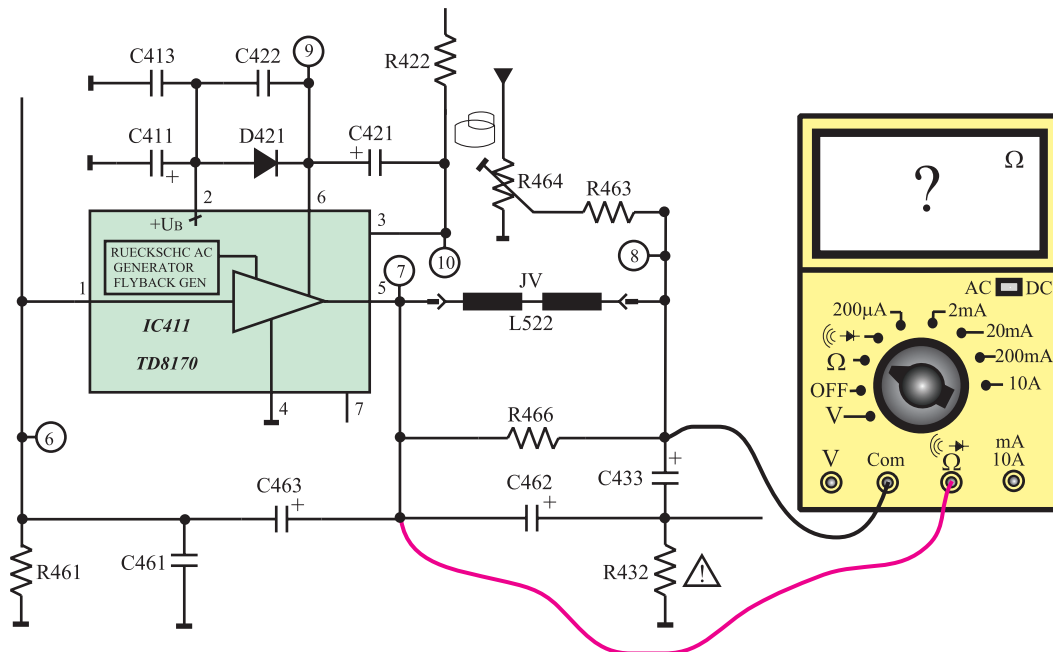 C413
C422
9
R422
C411
+
D421
C421
+
R464
R463
2
6
+UB
3
10
8
RUECKSCHC AC
GENERATOR
FLYBACK GEN
7
JV
1
5
L522
IC411
TD8170
4
7
6
R466
C433
+
C463
+
C462
+
R461
C461
R432
!
?
Ω
AC DC
200µA
2mA
20mA
Ω
200mA
OFF
10A
V
V
Com
Ω
mA
10A